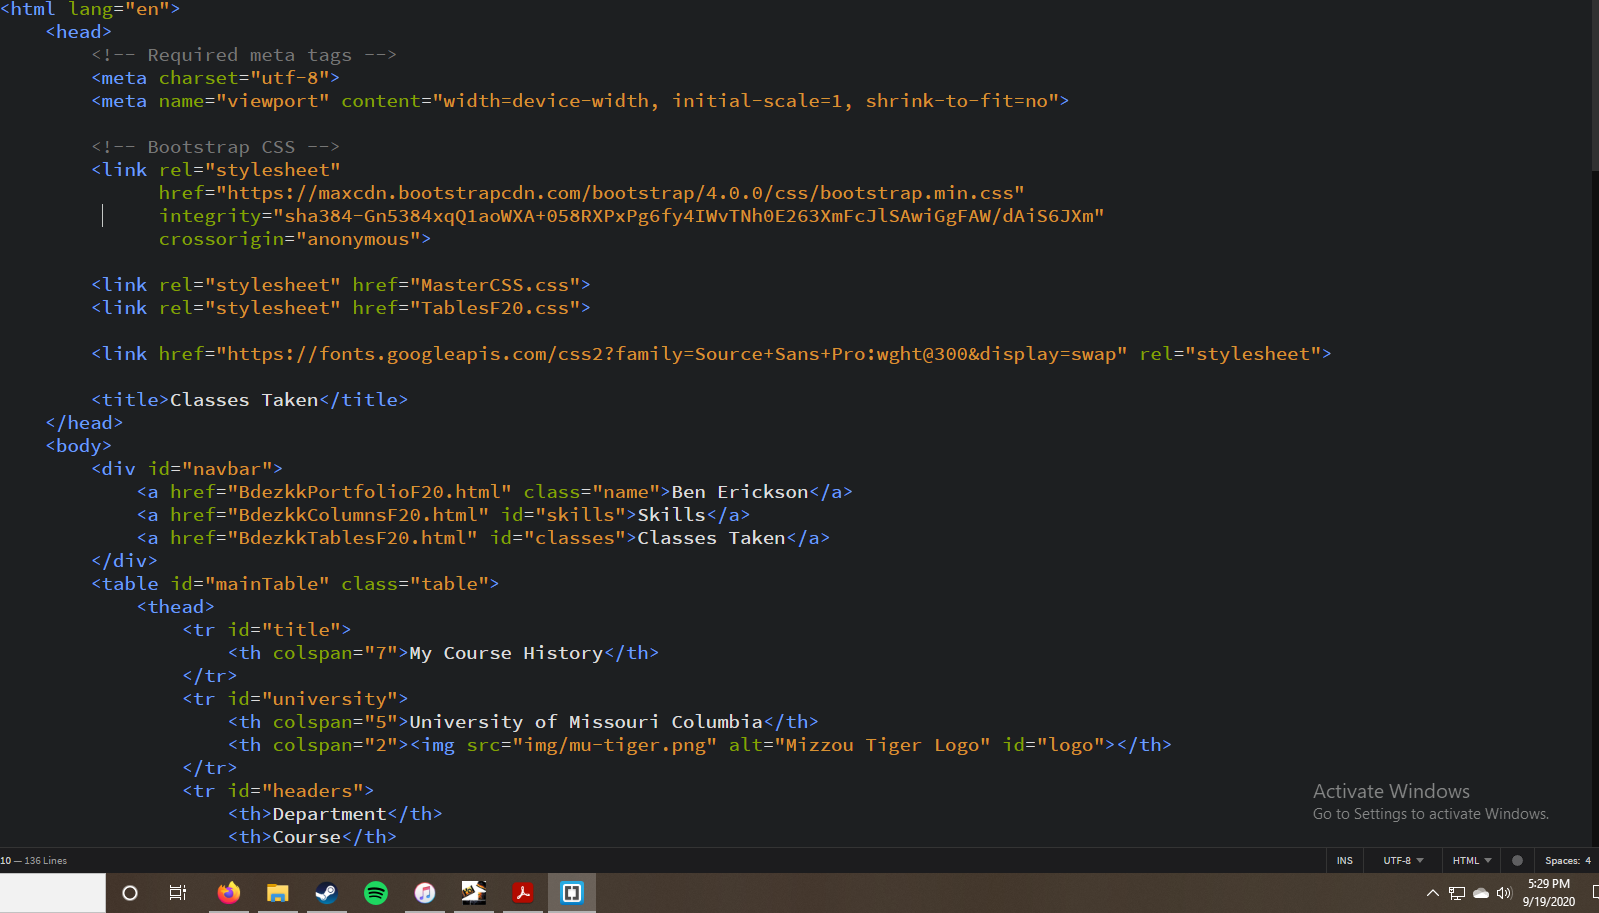 <html lang="en">
<head>
<!-- Required meta tags -->
<meta charset="utf-8">
<meta name="viewport" content="width=device-width, initial-scale=1, shrink-to-fit=no">
<!-- Bootstrap CSS -->
<link rel="stylesheet"
href="https://maxcdn.bootstrapcdn.com/bootstrap/4.0.0/css/bootstrap.min.css"
integrity="sha384-Gn5384xqQ1aoWXA+058RXPxPg6fy4IWvTNh0E263XmFcJlSAwiGgFAW/dAiS6JXm"
crossorigin="anonymous">
<link rel="stylesheet" href="MasterCSS.css">
<link rel="stylesheet" href="TablesF20.css">
<link href="https://fonts.googleapis.com/css2?family=Source+Sans+Pro:wght@300&display=swap" rel="stylesheet">
<title>Classes Taken</title>
</head>
<body>
<div id="navbar">
<a href="BdezkkPortfolioF20.html" class="name">Ben Erickson</a>
<a href="BdezkkColumnsF20.html" id="skills">Skills</a>
<a href="BdezkkTablesF20.html" id="classes">Classes Taken</a>
</div>
<table id="mainTable" class="table">
<thead>
<tr id="title">
<th colspan="7">My Course History</th>
</tr>
<tr id="university">
<th colspan="5">University of Missouri Columbia</th>
<th colspan="2"><img src="img/mu-tiger.png" alt="Mizzou Tiger Logo" id="logo"></th>
</tr>
<tr id="headers">
<th>Department</th>
<th>Course</th>
Activate Windows
Go to Settings to activate Windows.
10 — 136 Lines
INS UTF-8 HTML Spaces: 4
5:29 PM
9/19/2020